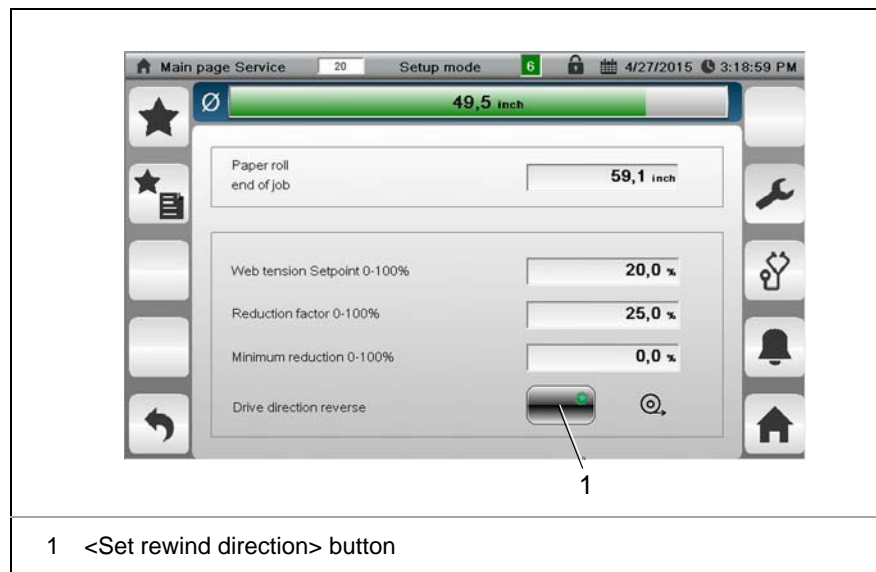 Main page Service 20 Setup mode 6 4/27/2015 3:18:59 PM
Ø 49,5 inch
Paper roll
end of job
59,1 inch
Web tension Setpoint 0-100% 20,0 %
Reduction factor 0-100% 25,0 %
Minimum reduction 0-100% 0,0 %
Drive direction reverse
1
1 <Set rewind direction> button